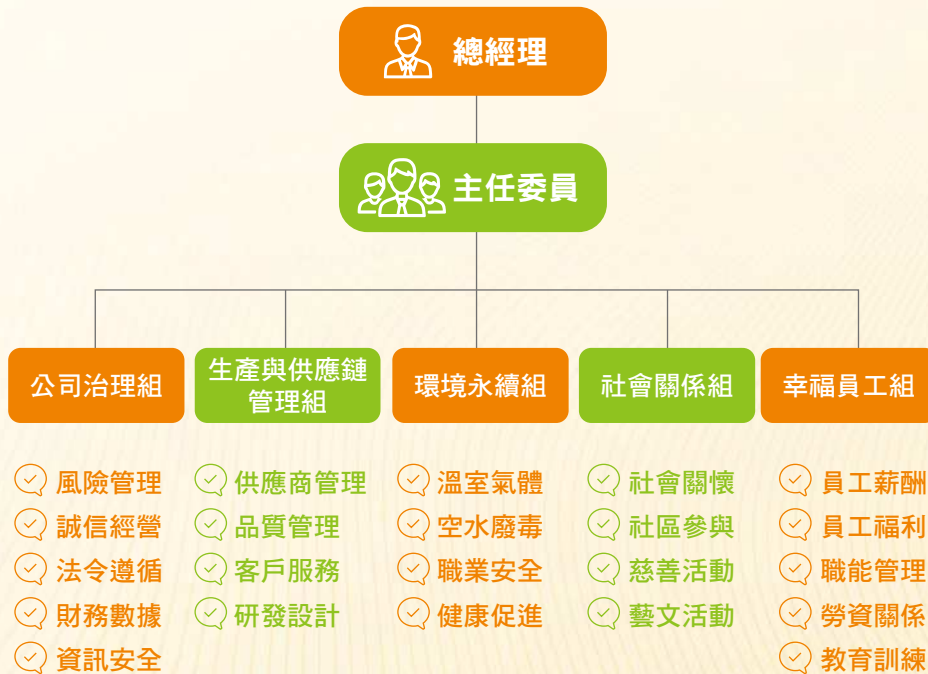 總經理
主任委員
公司治理組
生產與供應鏈
管理組
環境永續組
社會關係組
幸福員工組
風險管理
誠信經營
法令遵循
財務數據
資訊安全
供應商管理
品質管理
客戶服務
研發設計
溫室氣體
空水廢毒
職業安全
健康促進
社會關懷
社區參與
慈善活動
藝文活動
員工薪酬
員工福利
職能管理
勞資關係
教育訓練